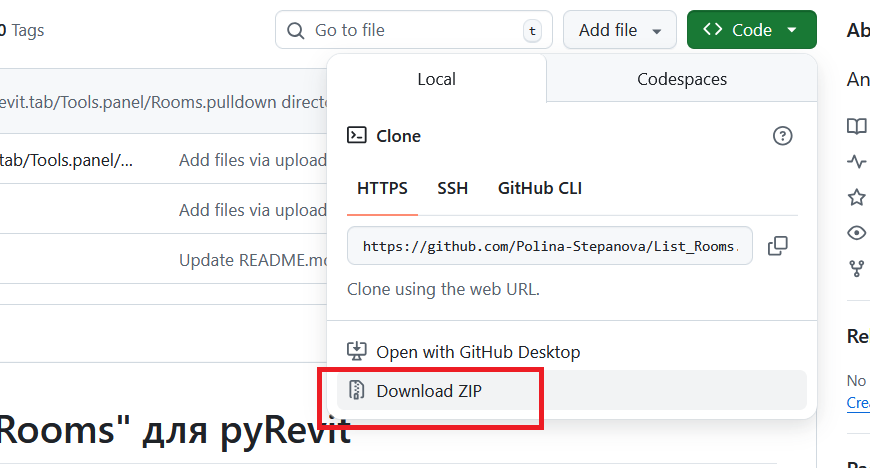 0 Tags
Go to file
t
Add file
Code
Ab
Local
Codespaces
An
evit.tab/Tools.panel/Rooms.pulldown directo
Clone
tab/Tools.panel/...
Add files via upload
HTTPS
SSH
GitHub CLI
Add files via upload
https://github.com/Polina-Stepanova/List_Rooms.
Update README.md
Clone using the web URL.
Re
Open with GitHub Desktop
No
Download ZIP
Crea
Rooms" для pyRevit